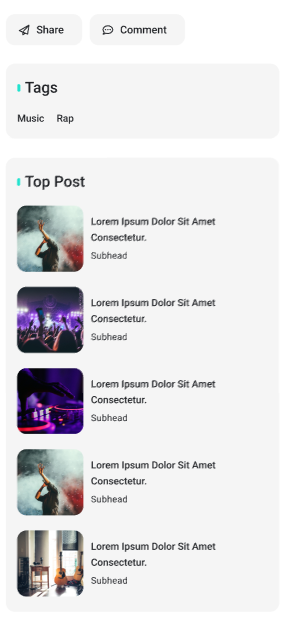 Share
Comment
Tags
Music Rap
Top Post
Lorem Ipsum Dolor Sit Amet
Consectetur.
Subhead
Lorem Ipsum Dolor Sit Amet
Consectetur.
Subhead
Lorem Ipsum Dolor Sit Amet
Consectetur.
Subhead
Lorem Ipsum Dolor Sit Amet
Consectetur.
Subhead
Lorem Ipsum Dolor Sit Amet
Consectetur.
Subhead